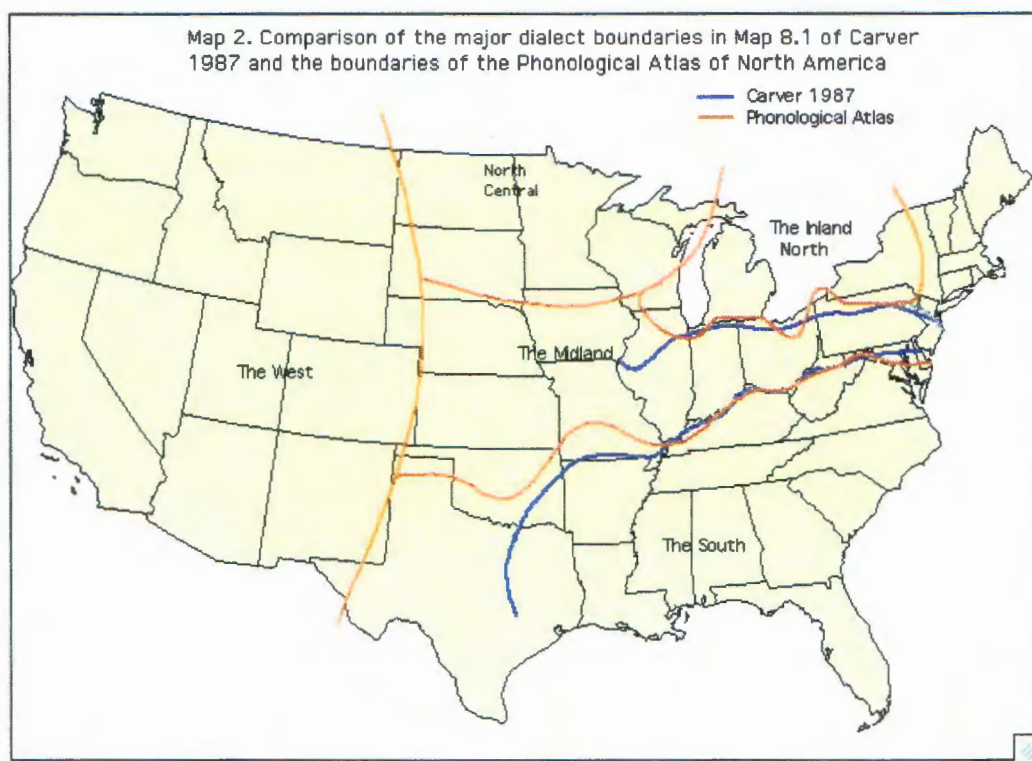 Map 2. Comparison of the major dialect boundaries in Map 8.1 of Carver
1987 and the boundaries of the Phonological Atlas of North America
Carver 1987
Phonological Atlas
North
Central
The Inland
North
The Midland
The West
The South